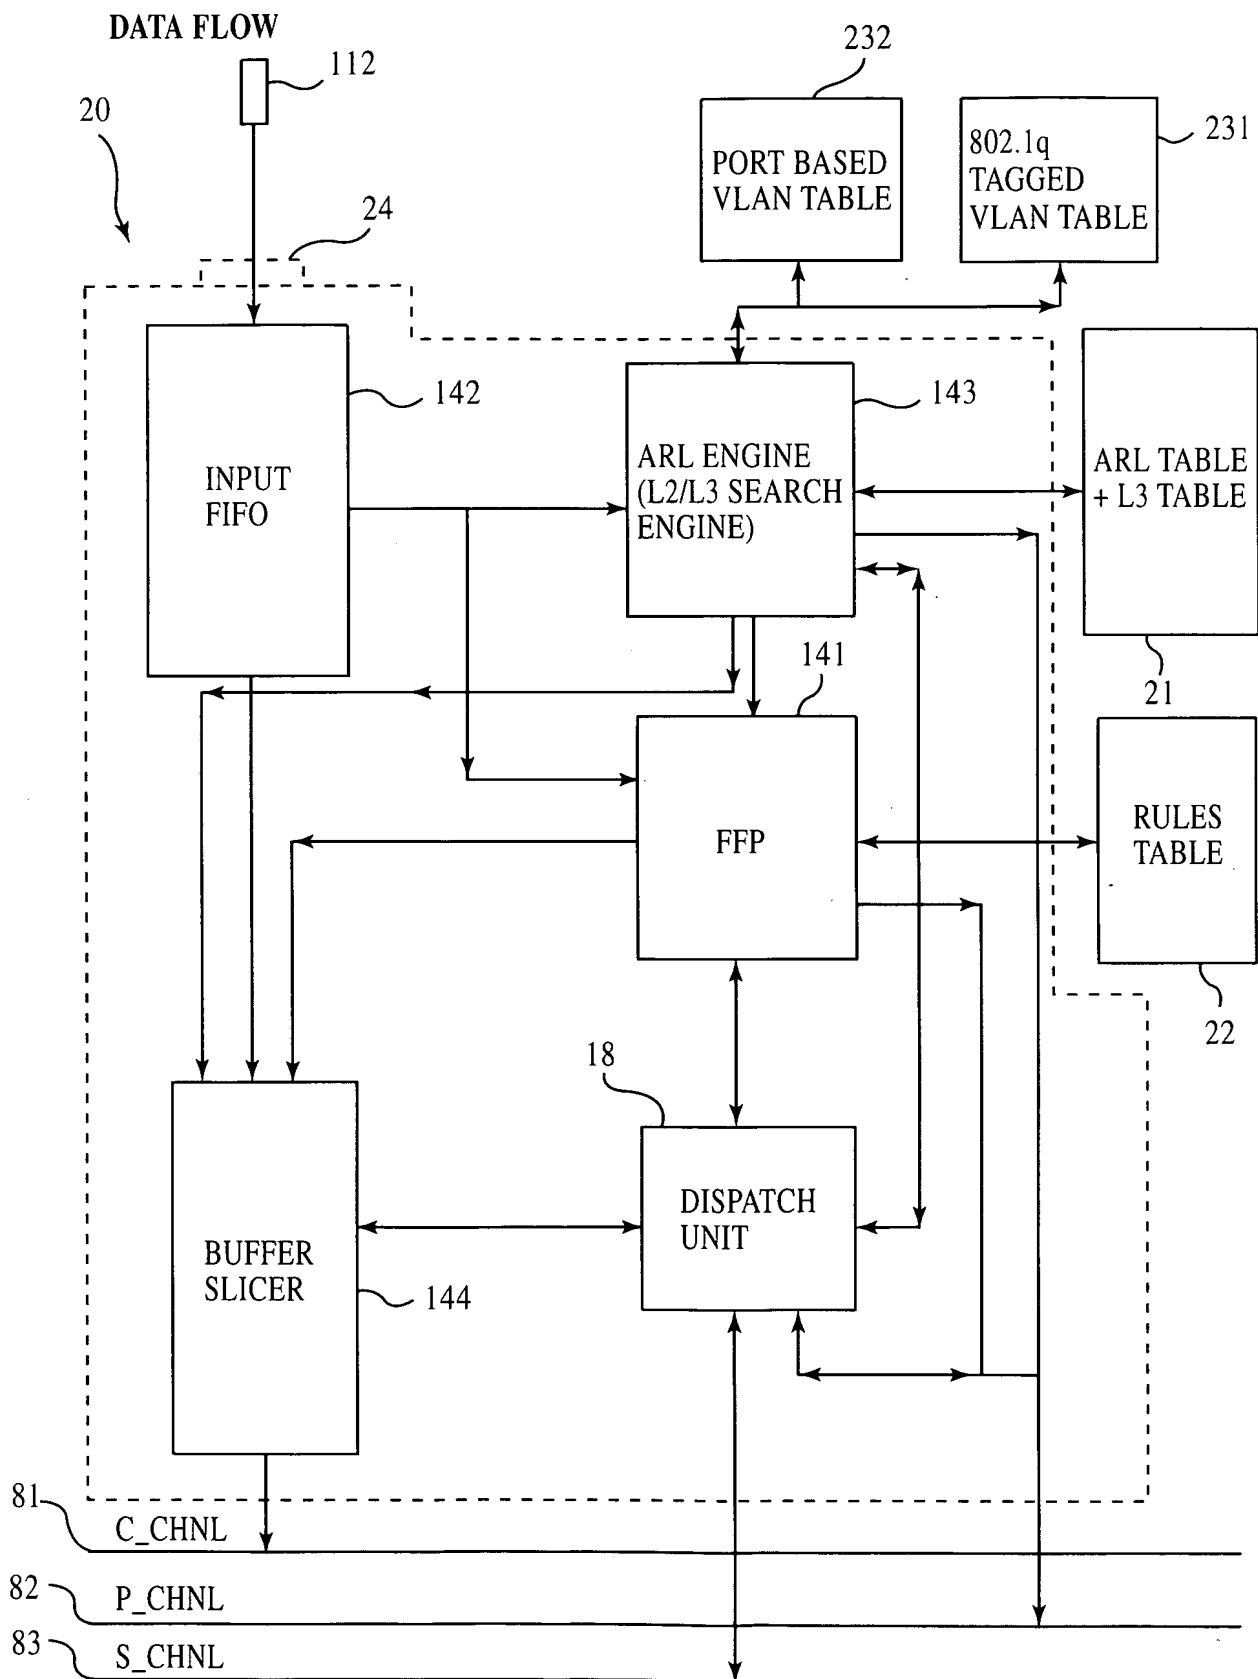 DATA FLOW
112
232
20
231
PORT BASED
VLAN TABLE
802.1q
TAGGED
VLAN TABLE
24
142
143
INPUT
FIFO
ARL ENGINE
(L2/L3 SEARCH
ENGINE)
ARL TABLE
+ L3 TABLE
141
21
FFP
RULES
TABLE
22
18
DISPATCH
UNIT
BUFFER
SLICER
144
81
C_CHNL
82
P_CHNL
83
S_CHNL